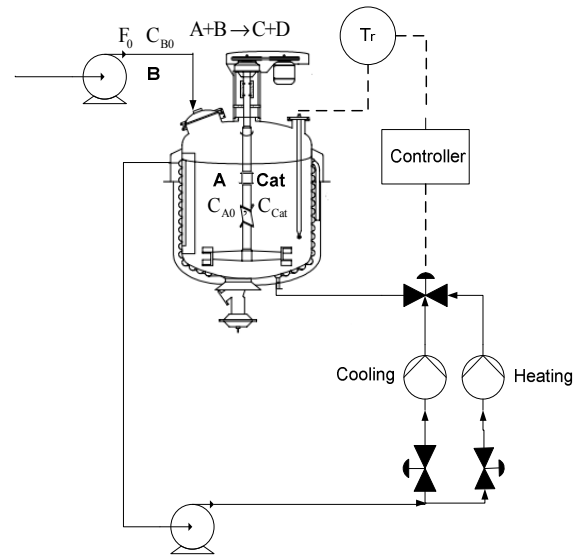 F0 CB0 A+B→C+D
B
Tr
Controller
A Cat
CA0, CCat
Cooling
Heating